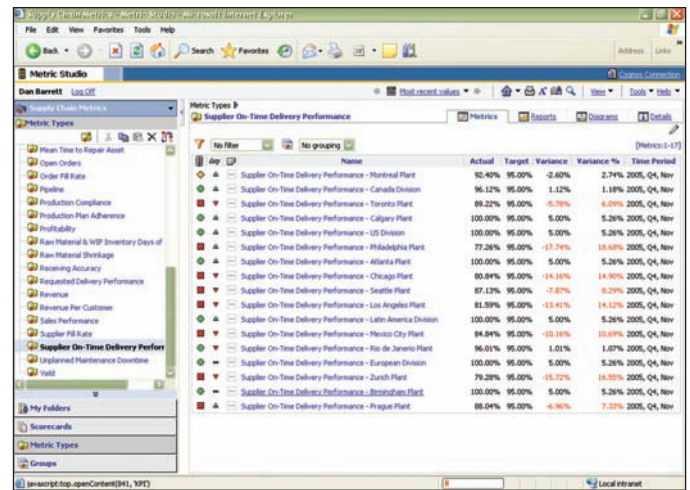 Supply Chain Metrics - Metric Studio - Microsoft Internet Explorer
File Edit View Favorites Tools Help
Back Search Favorites Address Links
Metric Studio Cognos Connection
Dan Barrett Log Off Most recent values View Tools Help
Supply Chain Metrics
Metric Types
Mean Time to Repair Asset
Open Orders
Order Fill Rate
Pipeline
Production Compliance
Production Plan Adherence
Profitability
Raw Material & WIP Inventory Days of
Raw Material Shrinkage
Receiving Accuracy
Requested Delivery Performance
Revenue
Revenue Per Customer
Sales Performance
Supplier Fill Rate
Supplier On-Time Delivery Perforr
Unplanned Maintenance Downtime
Yield
My Folders
Scorecards
Metric Types
Groups
Metric Types
Supplier On-Time Delivery Performance Metrics Reports Diagrams Details
No filter No grouping [Metrics:1-17]
Name Actual Target Variance Variance % Time Period
Supplier On-Time Delivery Performance - Montreal Plant 92.40% 95.00% -2.60% 2.74% 2005, Q4, Nov
Supplier On-Time Delivery Performance - Canada Division 96.12% 95.00% 1.12% 1.18% 2005, Q4, Nov
Supplier On-Time Delivery Performance - Toronto Plant 89.22% 95.00% -5.78% 6.09% 2005, Q4, Nov
Supplier On-Time Delivery Performance - Calgary Plant 100.00% 95.00% 5.00% 5.26% 2005, Q4, Nov
Supplier On-Time Delivery Performance - US Division 100.00% 95.00% 5.00% 5.26% 2005, Q4, Nov
Supplier On-Time Delivery Performance - Philadelphia Plant 77.26% 95.00% -17.74% 18.68% 2005, Q4, Nov
Supplier On-Time Delivery Performance - Atlanta Plant 100.00% 95.00% 5.00% 5.26% 2005, Q4, Nov
Supplier On-Time Delivery Performance - Chicago Plant 80.84% 95.00% -14.16% 14.90% 2005, Q4, Nov
Supplier On-Time Delivery Performance - Seattle Plant 87.13% 95.00% -7.87% 8.29% 2005, Q4, Nov
Supplier On-Time Delivery Performance - Los Angeles Plant 81.59% 95.00% -13.41% 14.12% 2005, Q4, Nov
Supplier On-Time Delivery Performance - Latin America Division 100.00% 95.00% 5.00% 5.26% 2005, Q4, Nov
Supplier On-Time Delivery Performance - Mexico City Plant 84.84% 95.00% -10.16% 10.69% 2005, Q4, Nov
Supplier On-Time Delivery Performance - Rio de Janerio Plant 96.01% 95.00% 1.01% 1.07% 2005, Q4, Nov
Supplier On-Time Delivery Performance - European Division 100.00% 95.00% 5.00% 5.26% 2005, Q4, Nov
Supplier On-Time Delivery Performance - Zurich Plant 79.28% 95.00% -15.72% 16.55% 2005, Q4, Nov
Supplier On-Time Delivery Performance - Birmingham Plant 100.00% 95.00% 5.00% 5.26% 2005, Q4, Nov
Supplier On-Time Delivery Performance - Prague Plant 88.04% 95.00% -6.96% 7.33% 2005, Q4, Nov
javascript:top.openContent(841, 'KPI') Local intranet